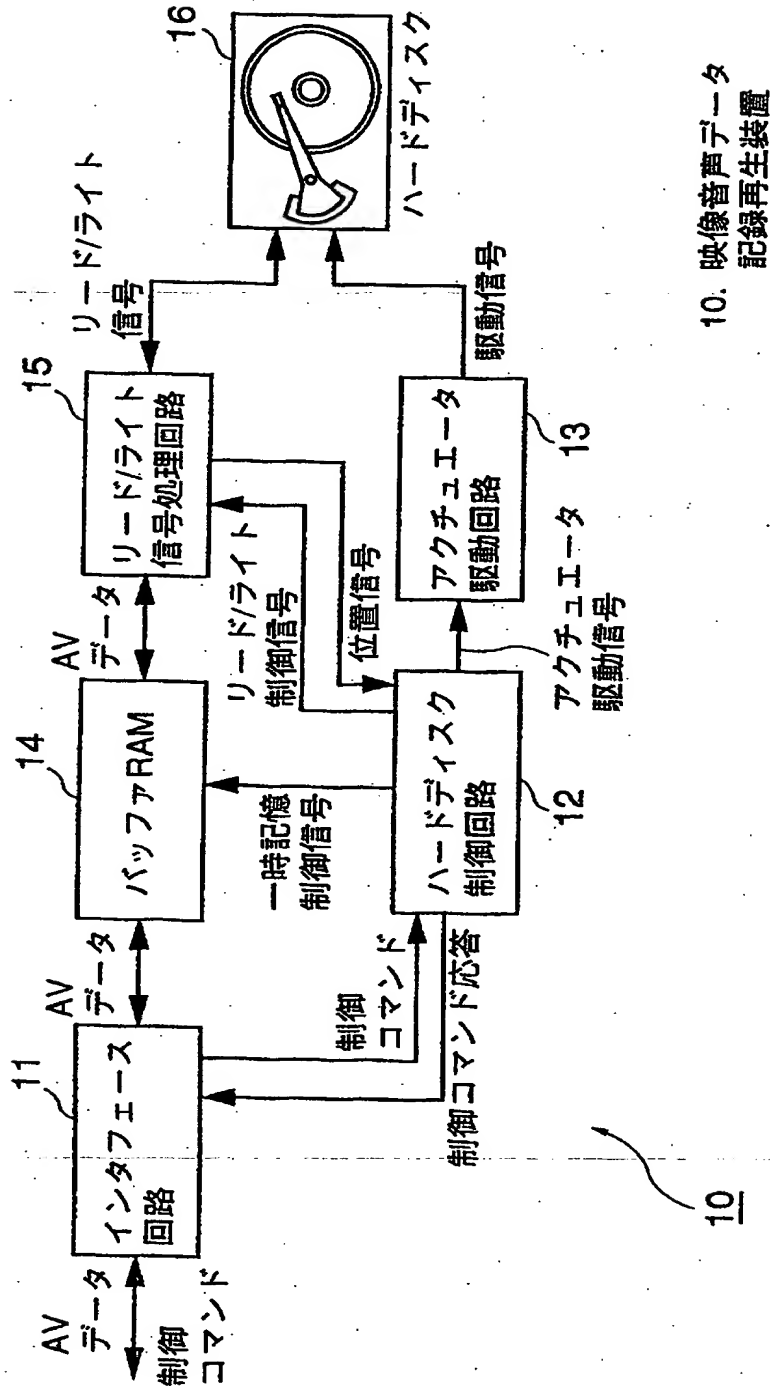 AV
データ
制御
コマンド
11
インタフェース
回路
AV
データ
14
バッファRAM
AV
データ
15
リード/ライト
信号処理回路
リード/ライト
信号
16
ハードディスク
制御
コマンド
制御コマンド応答
一時記憶
制御信号
リード/ライト
制御信号
位置信号
ハードディスク
制御回路
12
アクチュエータ
駆動信号
アクチュエータ
駆動回路
13
駆動信号
10
10. 映像音声データ
記録再生装置